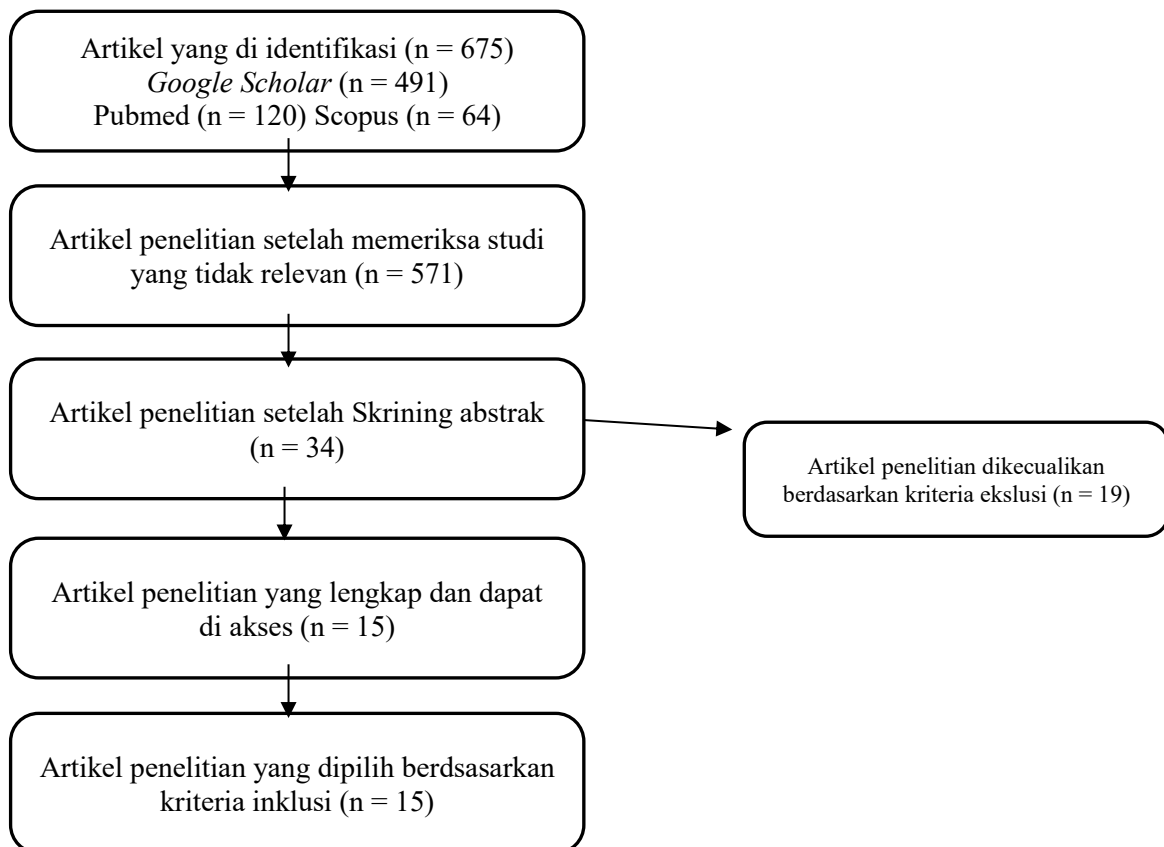 Artikel yang di identifikasi (n = 675)
Google Scholar (n = 491)
Pubmed (n = 120) Scopus (n = 64)
Artikel penelitian setelah memeriksa studi
yang tidak relevan (n = 571)
Artikel penelitian setelah Skrining abstrak
(n = 34)
Artikel penelitian dikecualikan
berdasarkan kriteria ekslusi (n = 19)
Artikel penelitian yang lengkap dan dapat
di akses (n = 15)
Artikel penelitian yang dipilih berdsasarkan
kriteria inklusi (n = 15)